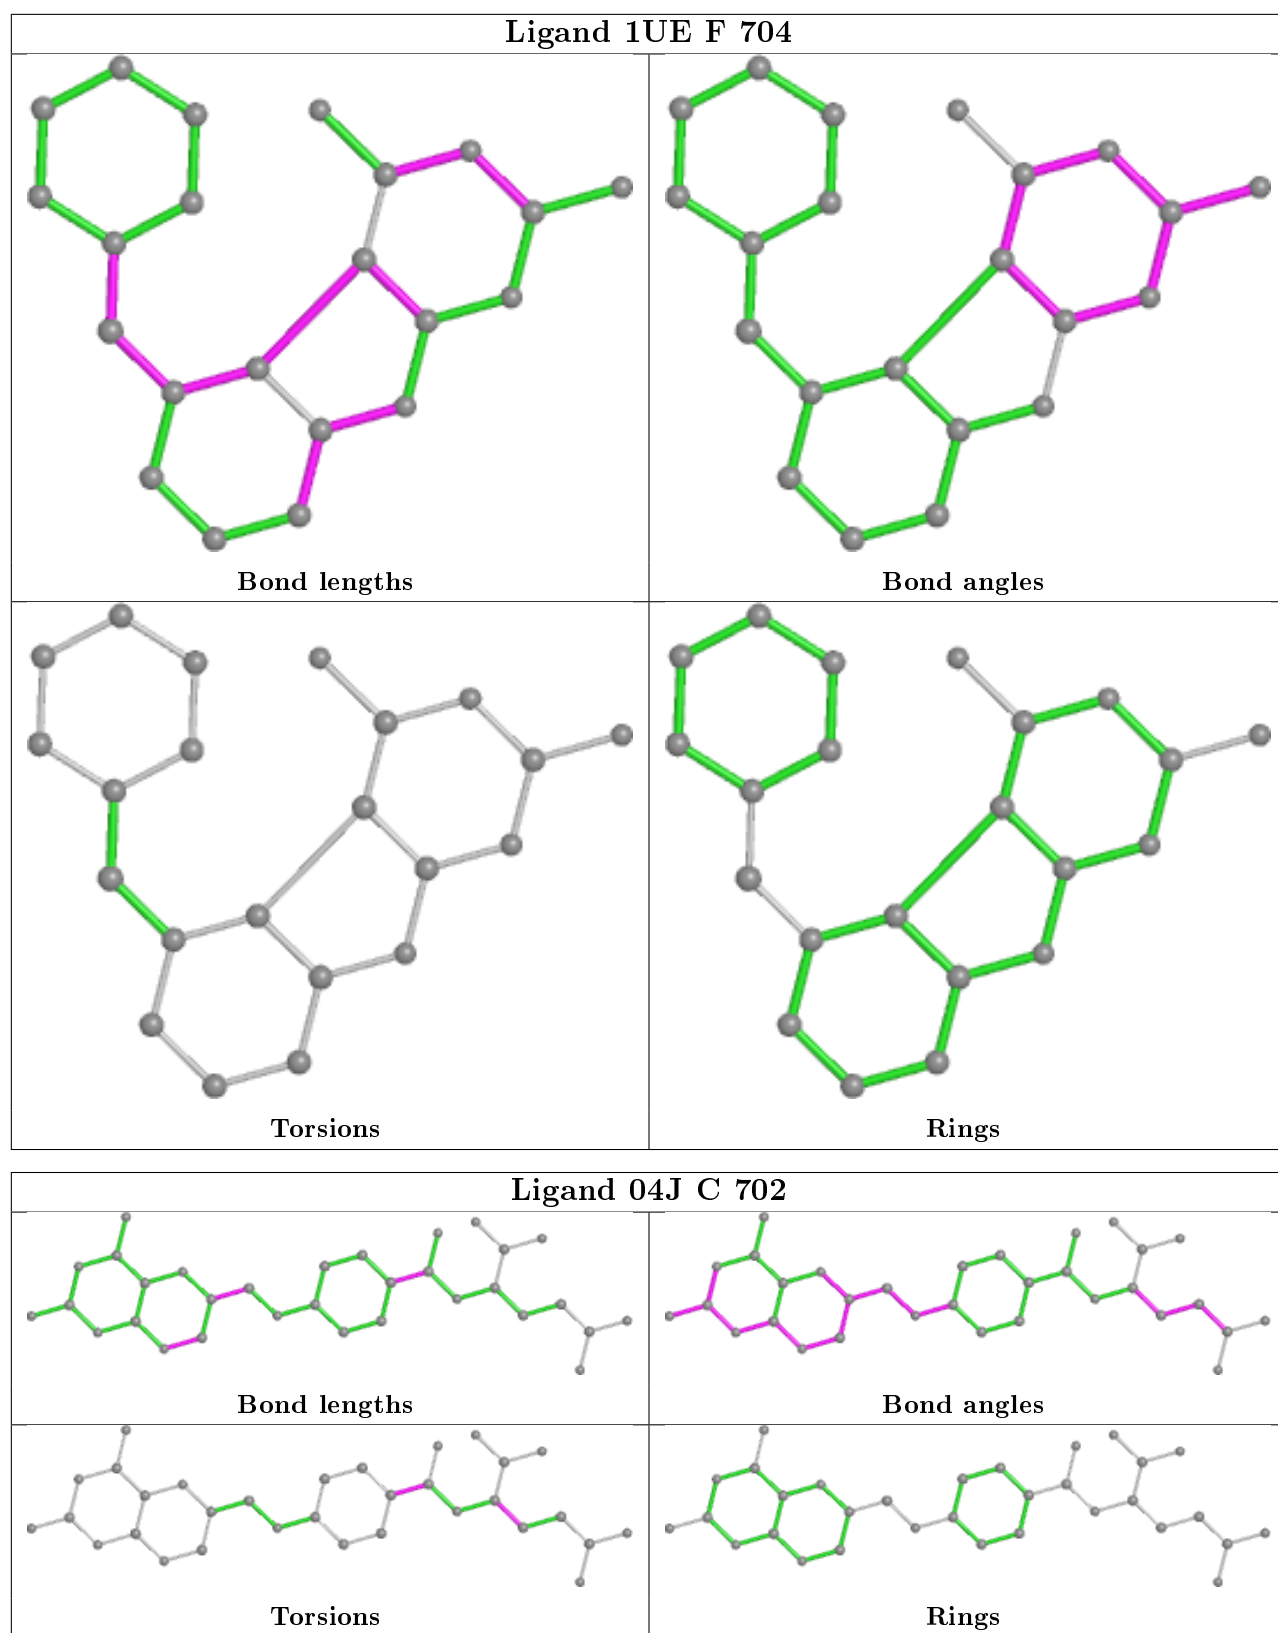 Ligand 1UE F 704
Bond lengths
Bond angles
Torsions
Rings
Ligand 04J C 702
Bond lengths
Bond angles
Torsions
Rings